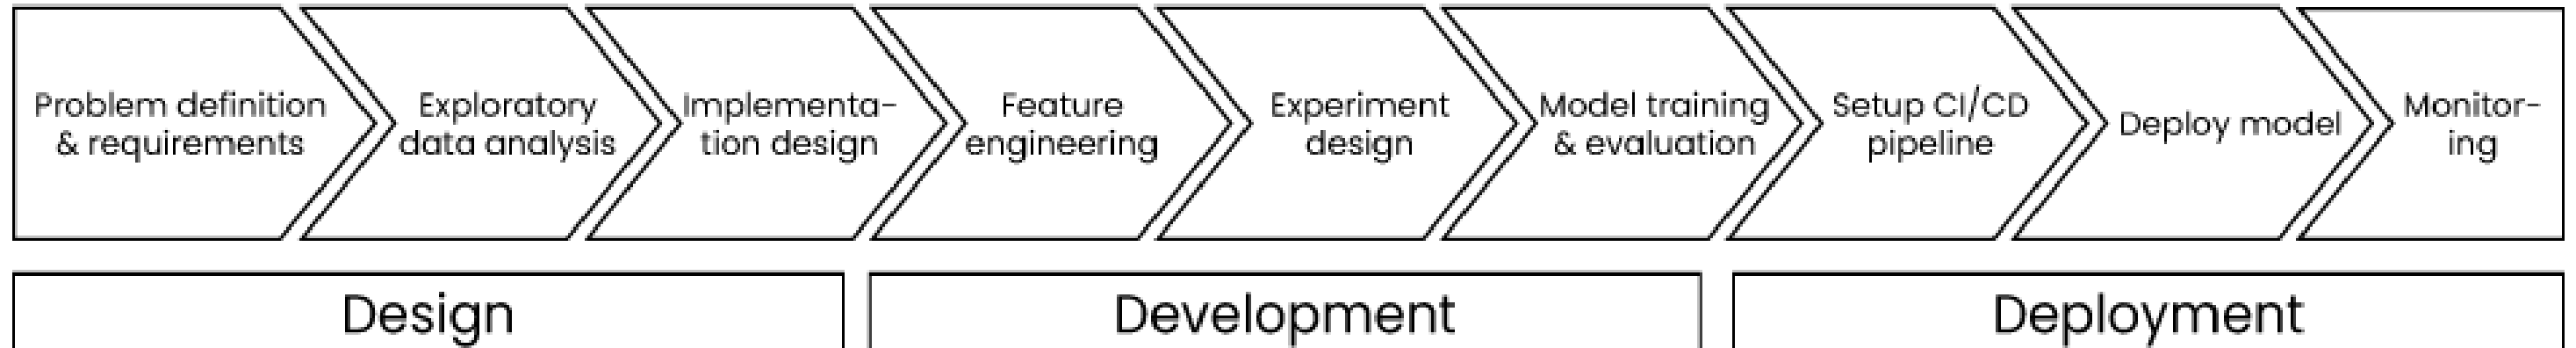 Problem definition
& requirements
Exploratory
data analysis
Implementa-
tion design
Feature
engineering
Experiment
design
Model training
& evaluation
Setup CI/CD
pipeline
Deploy model
Monitor-
ing
Design
Development
Deployment